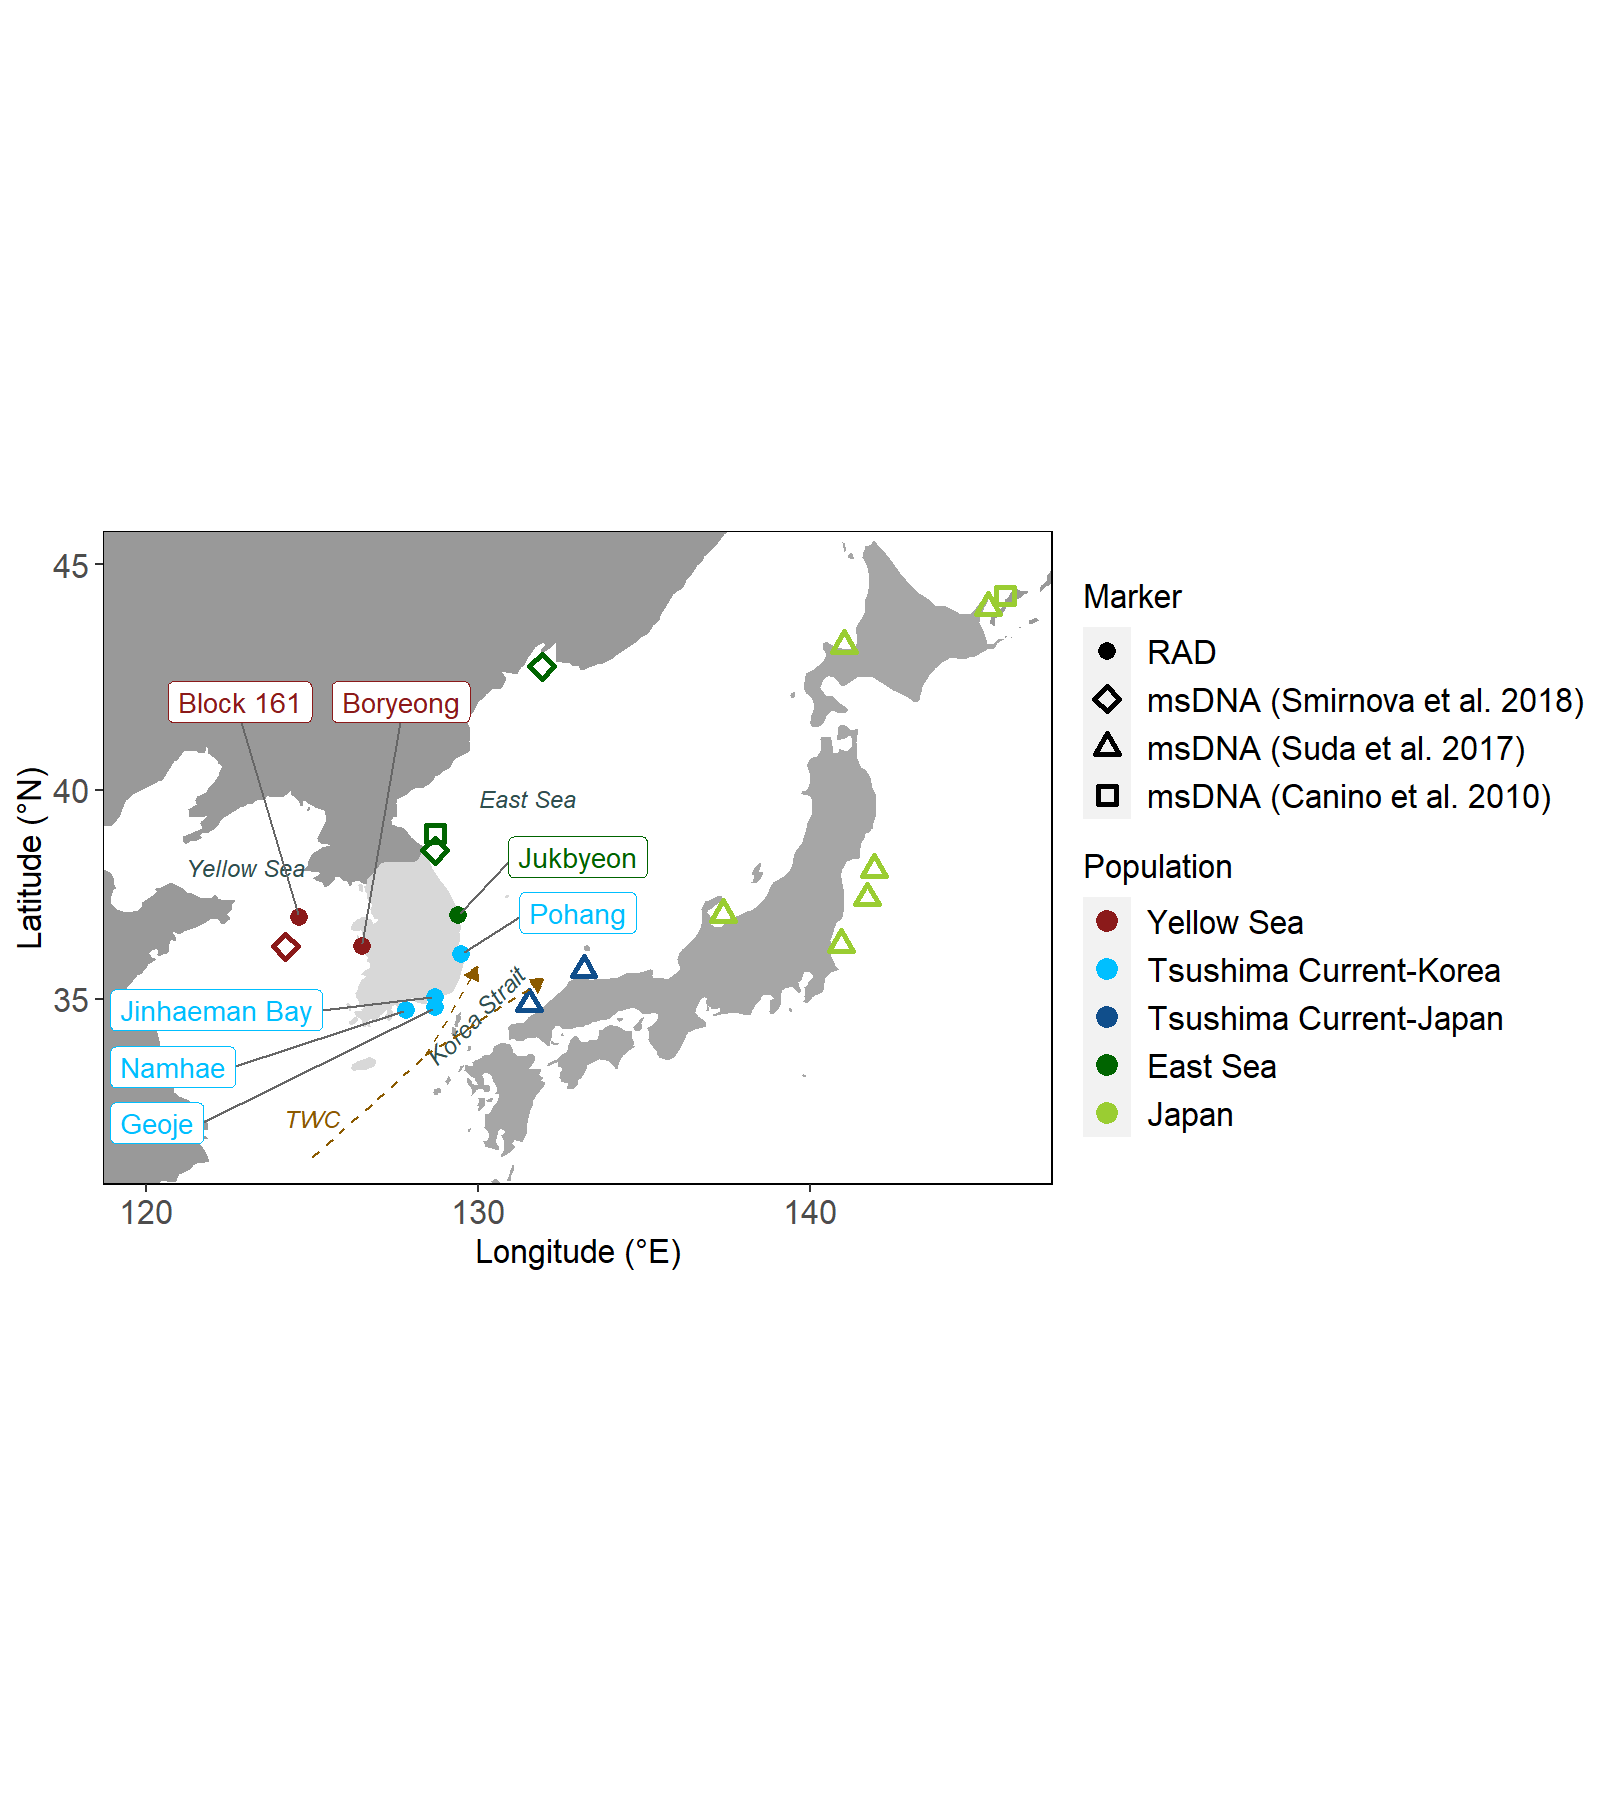 45
40
35
120
130
140
Latitude (°N)
Longitude (°E)
Block 161
Boryeong
East Sea
Yellow Sea
Jukbyeon
Pohang
Korea Strait
Jinhaeman Bay
Namhae
Geoje
TWC
Marker
RAD
msDNA (Smirnova et al. 2018)
msDNA (Suda et al. 2017)
msDNA (Canino et al. 2010)
Population
Yellow Sea
Tsushima Current-Korea
Tsushima Current-Japan
East Sea
Japan